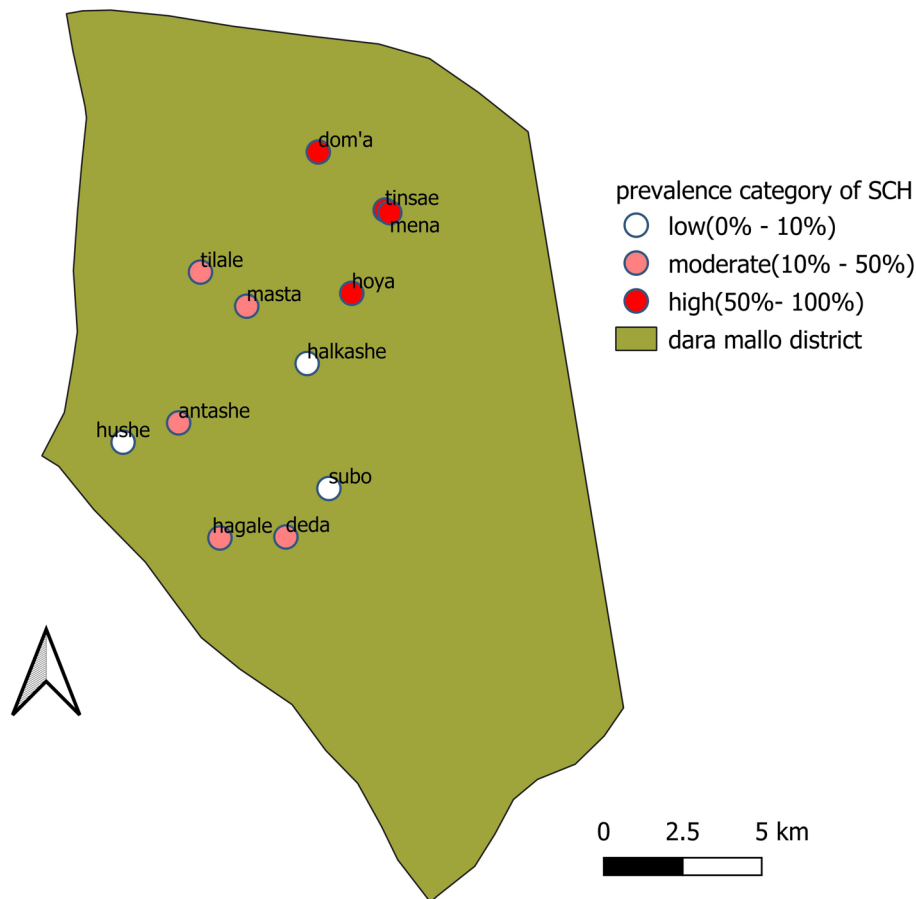 dom'a
tinsae
mena
tilale
hoya
masta
halkashe
antashe
hushe
subo
hagale
deda
prevalence category of SCH
low(0% - 10%)
moderate(10% - 50%)
high(50%- 100%)
dara mallo district
0 2.5 5 km